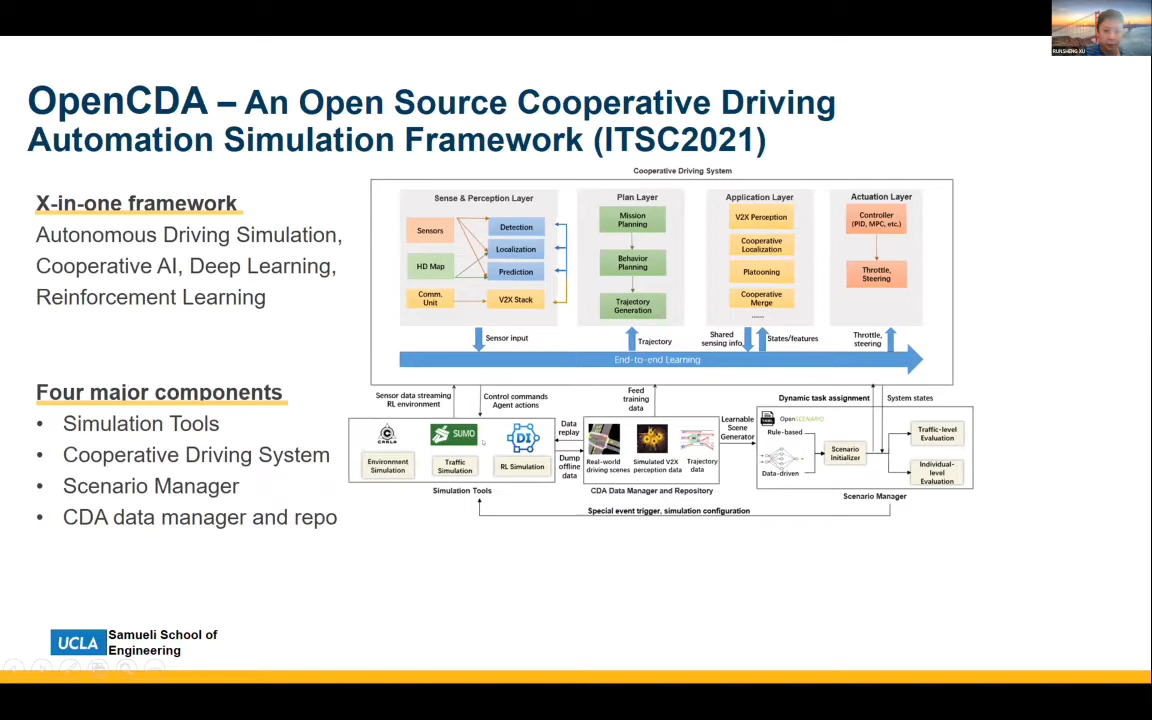 RUNSHENG XU
OpenCDA – An Open Source Cooperative Driving
Automation Simulation Framework (ITSC2021)
X-in-one framework
Autonomous Driving Simulation,
Cooperative AI, Deep Learning,
Reinforcement Learning
Four major components
• Simulation Tools
• Cooperative Driving System
• Scenario Manager
• CDA data manager and repo
Cooperative Driving System
Sense & Perception Layer
Sensors
HD Map
Comm.
Unit
Detection
Localization
Prediction
V2X Stack
Plan Layer
Mission
Planning
Behavior
Planning
Trajectory
Generation
Application Layer
V2X Perception
Cooperative
Localization
Platooning
Cooperative
Merge
......
Actuation Layer
Controller
(PID, MPC, etc.)
Throttle,
Steering
Sensor input
Trajectory
Shared
sensing info
States/features
Throttle,
steering
End-to-end Learning
Sensor data streaming
RL environment
Control commands
Agent actions
Feed
training
data
Dynamic task assignment
System states
CARLA
SUMO
DI
Environment
Simulation
Traffic
Simulation
RL Simulation
Simulation Tools
Data
replay
Dump
offline
data
Real-world
driving scenes
Simulated V2X
perception data
Trajectory
data
CDA Data Manager and Repository
Learnable
Scene
Generator
OpenSCENARIO
Rule-based
Data-driven
Scenario
Initializer
Traffic-level
Evaluation
Individual-
level
Evaluation
Scenario Manager
Special event trigger, simulation configuration
UCLA
Samueli School of
Engineering